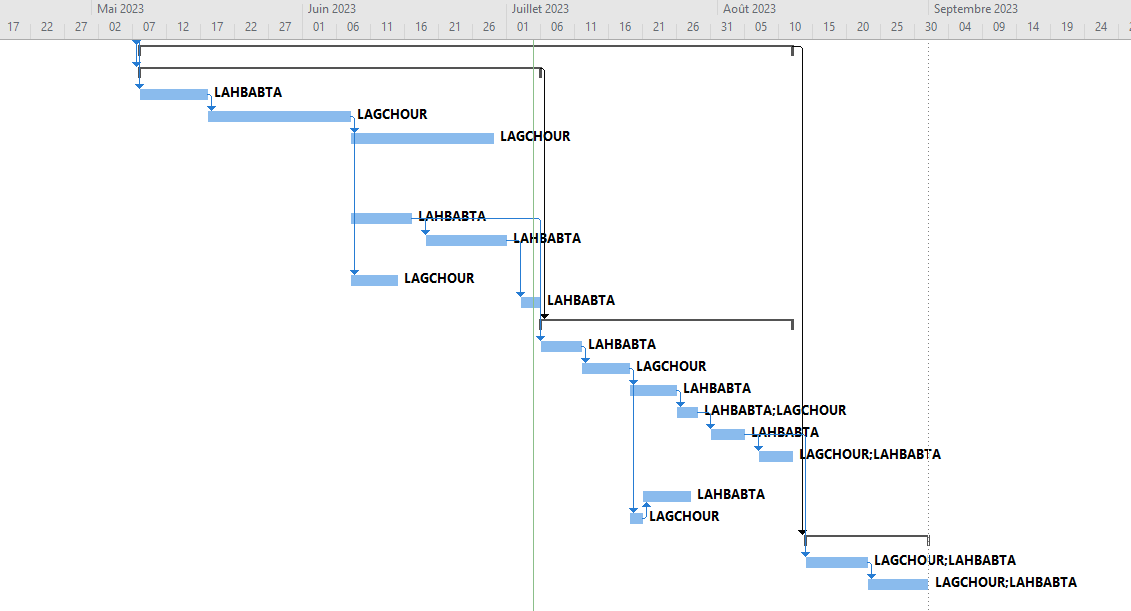 Mai 2023 Juin 2023 Juillet 2023 Août 2023 Septembre 2023
17 22 27 02 07 12 17 22 27 01 06 11 16 21 26 01 06 11 16 21 26 31 05 10 15 20 25 30 04 09 14 19 24
LAHBABTA
LAGCHOUR
LAGCHOUR
LAHBABTA
LAHBABTA
LAGCHOUR
LAHBABTA
LAHBABTA
LAGCHOUR
LAHBABTA
LAHBABTA;LAGCHOUR
LAHBABTA
LAGCHOUR;LAHBABTA
LAHBABTA
LAGCHOUR
LAGCHOUR;LAHBABTA
LAGCHOUR;LAHBABTA